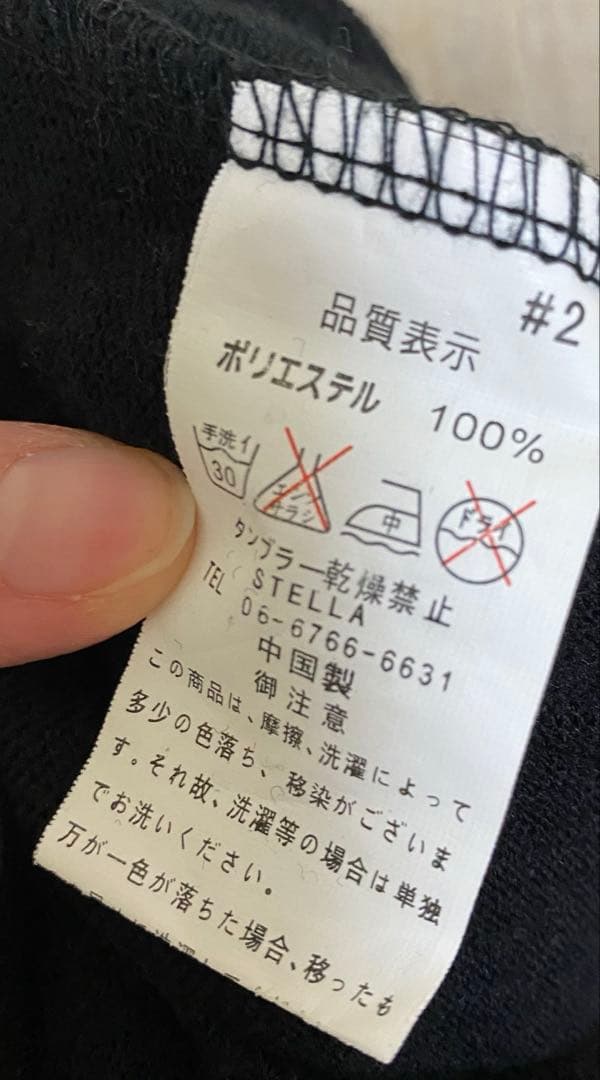 #2
品質表示
ポリエステル 100%
手洗イ 30 エンソサラシ 中 ドライ
タンブラー乾燥禁止
STELLA
TEL 06-6766-6631
中国製
御注意
この商品は、摩擦、洗濯によって
多少の色落ち、移染がございま
す。それ故、洗濯等の場合は単独
でお洗いください。
万が一色が落ちた場合、移ったも